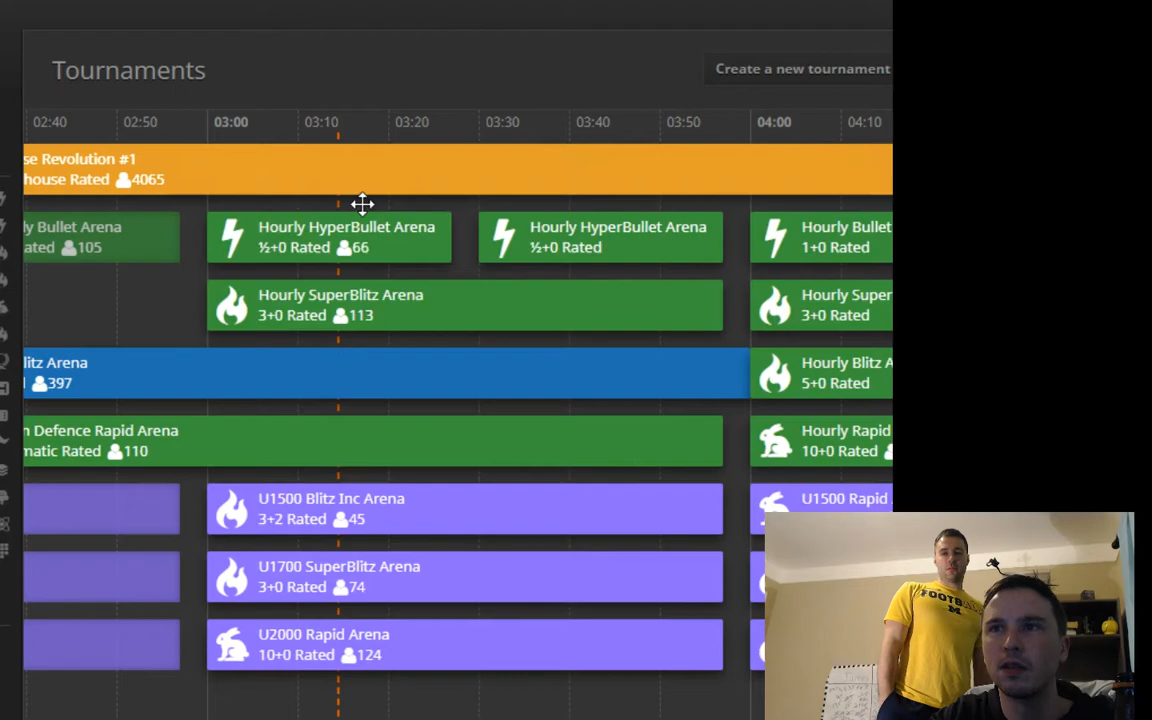 Tournaments
Create a new tournament
02:40 02:50 03:00 03:10 03:20 03:30 03:40 03:50 04:00 04:10
se Revolution #1
house Rated 4065
ly Bullet Arena
ated 105
Hourly HyperBullet Arena
½+0 Rated 66
Hourly HyperBullet Arena
½+0 Rated
Hourly Bullet
1+0 Rated
Hourly SuperBlitz Arena
3+0 Rated 113
Hourly Super
3+0 Rated
litz Arena
397
Hourly Blitz A
5+0 Rated
n Defence Rapid Arena
matic Rated 110
Hourly Rapid
10+0 Rated
U1500 Blitz Inc Arena
3+2 Rated 45
U1500 Rapid
U1700 SuperBlitz Arena
3+0 Rated 74
U2000 Rapid Arena
10+0 Rated 124
FOOTBALL
M